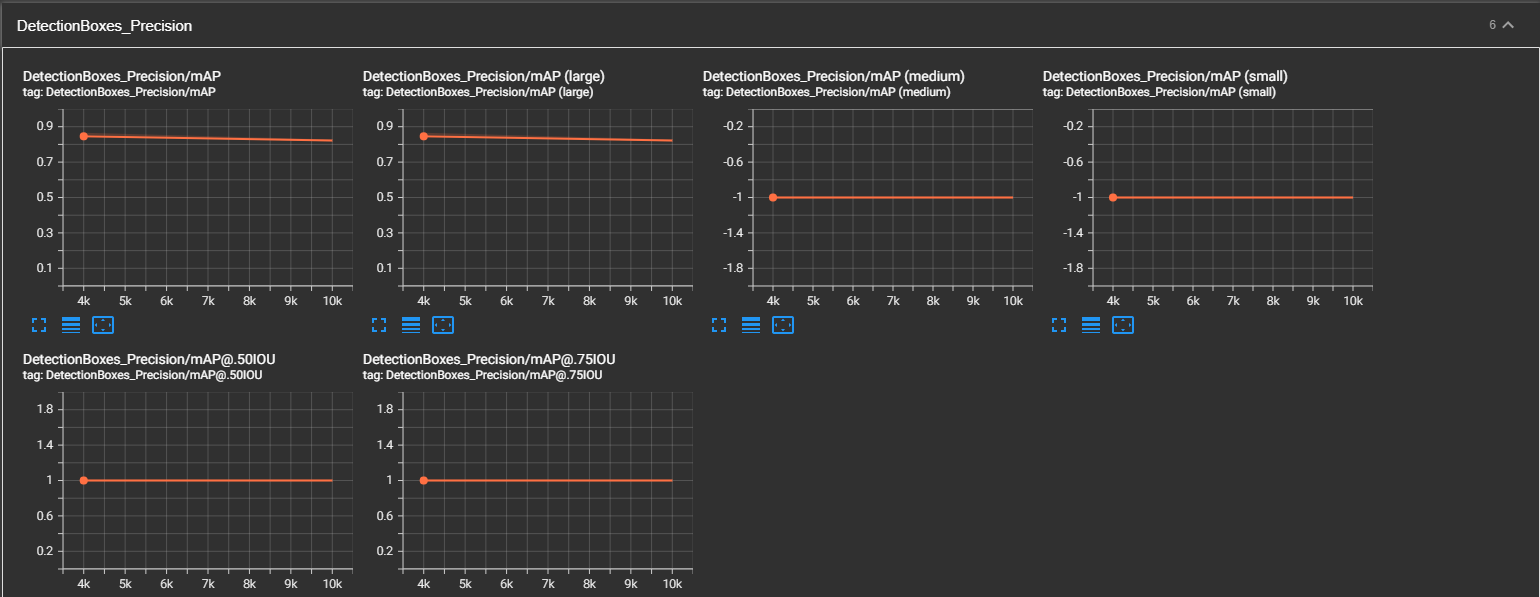 DetectionBoxes_Precision
6
DetectionBoxes_Precision/mAP
tag: DetectionBoxes_Precision/mAP
0.9
0.7
0.5
0.3
0.1
4k 5k 6k 7k 8k 9k 10k
DetectionBoxes_Precision/mAP (large)
tag: DetectionBoxes_Precision/mAP (large)
0.9
0.7
0.5
0.3
0.1
4k 5k 6k 7k 8k 9k 10k
DetectionBoxes_Precision/mAP (medium)
tag: DetectionBoxes_Precision/mAP (medium)
-0.2
-0.6
-1
-1.4
-1.8
4k 5k 6k 7k 8k 9k 10k
DetectionBoxes_Precision/mAP (small)
tag: DetectionBoxes_Precision/mAP (small)
-0.2
-0.6
-1
-1.4
-1.8
4k 5k 6k 7k 8k 9k 10k
DetectionBoxes_Precision/mAP@.50IOU
tag: DetectionBoxes_Precision/mAP@.50IOU
1.8
1.4
1
0.6
0.2
4k 5k 6k 7k 8k 9k 10k
DetectionBoxes_Precision/mAP@.75IOU
tag: DetectionBoxes_Precision/mAP@.75IOU
1.8
1.4
1
0.6
0.2
4k 5k 6k 7k 8k 9k 10k